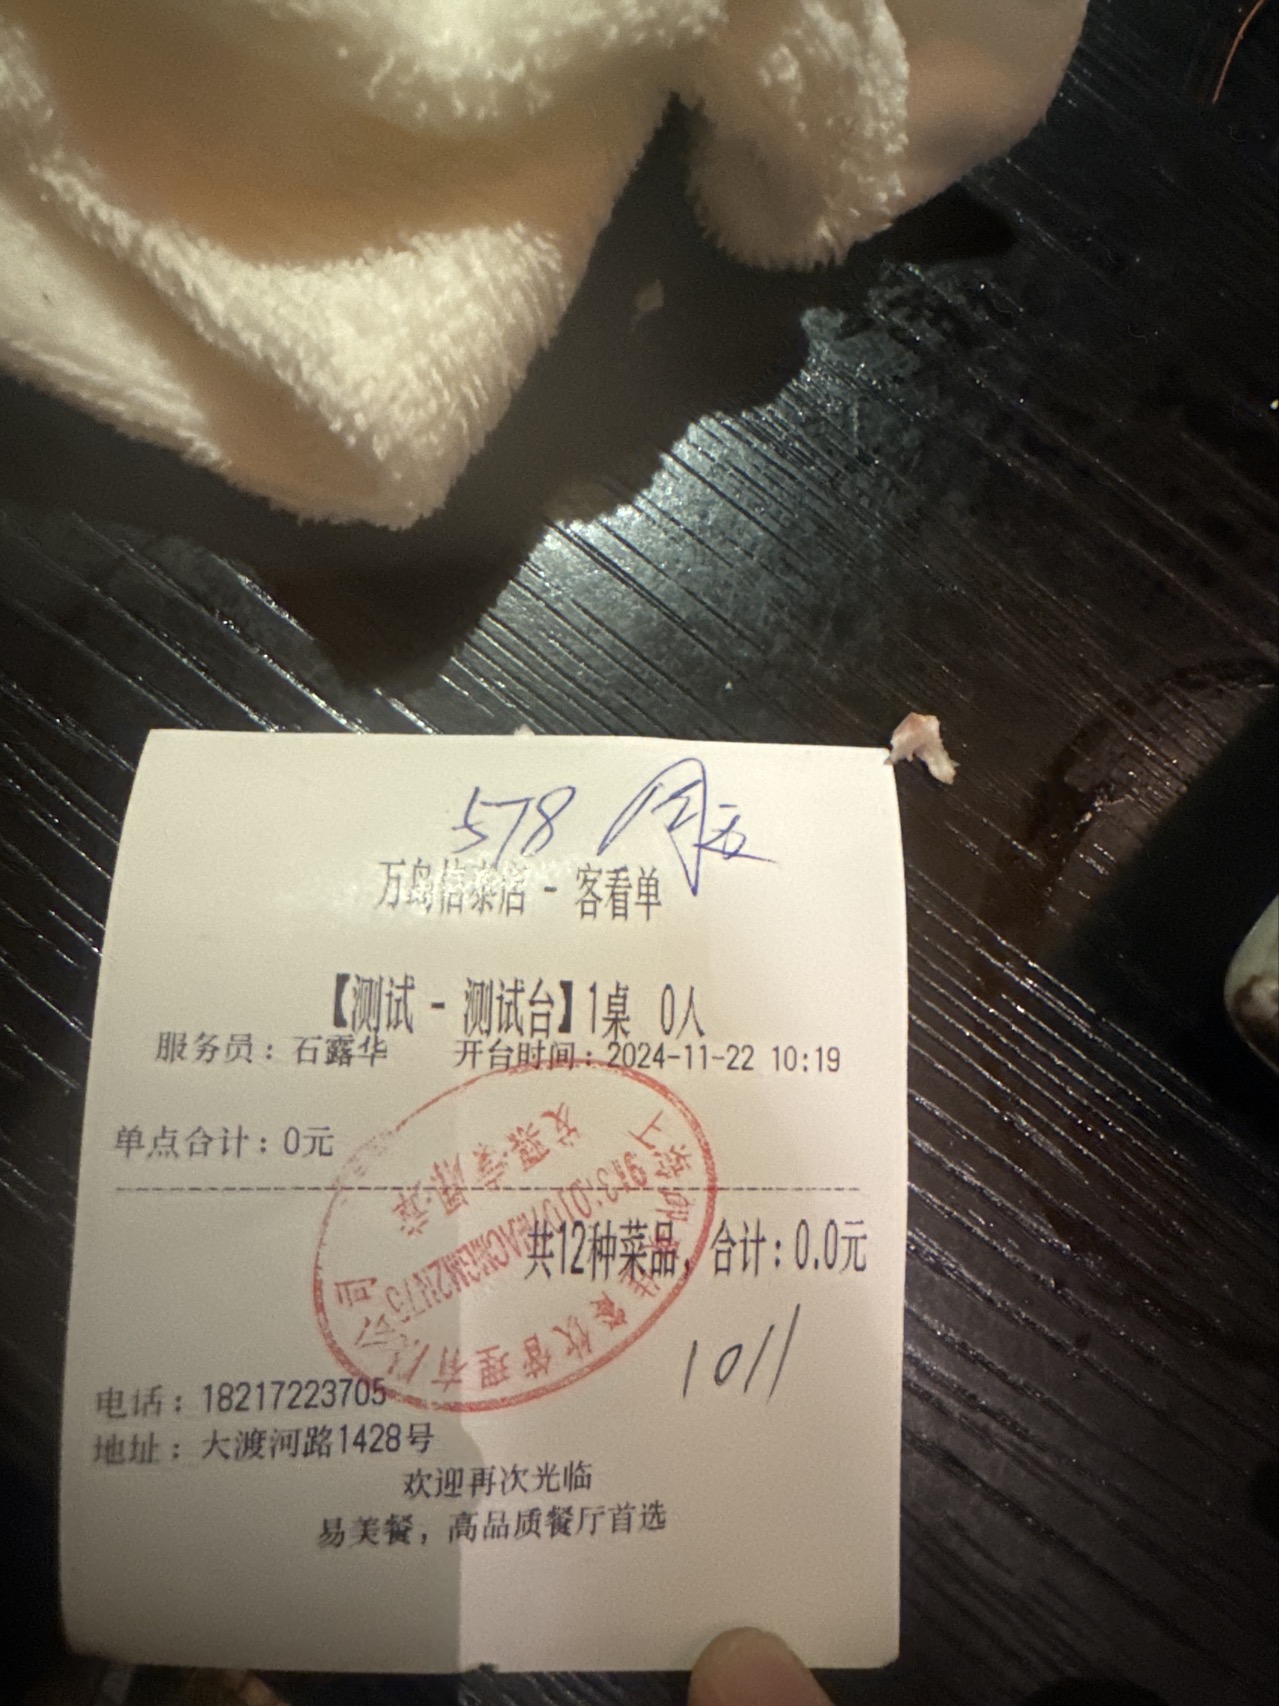 578
万岛信泰店 - 客看单
【测试 - 测试台】1桌 0人
服务员：石露华 开台时间：2024-11-22 10:19
单点合计：0元
共12种菜品，合计：0.0元
1011
电话：18217223705
地址：大渡河路1428号
欢迎再次光临
易美餐，高品质餐厅首选